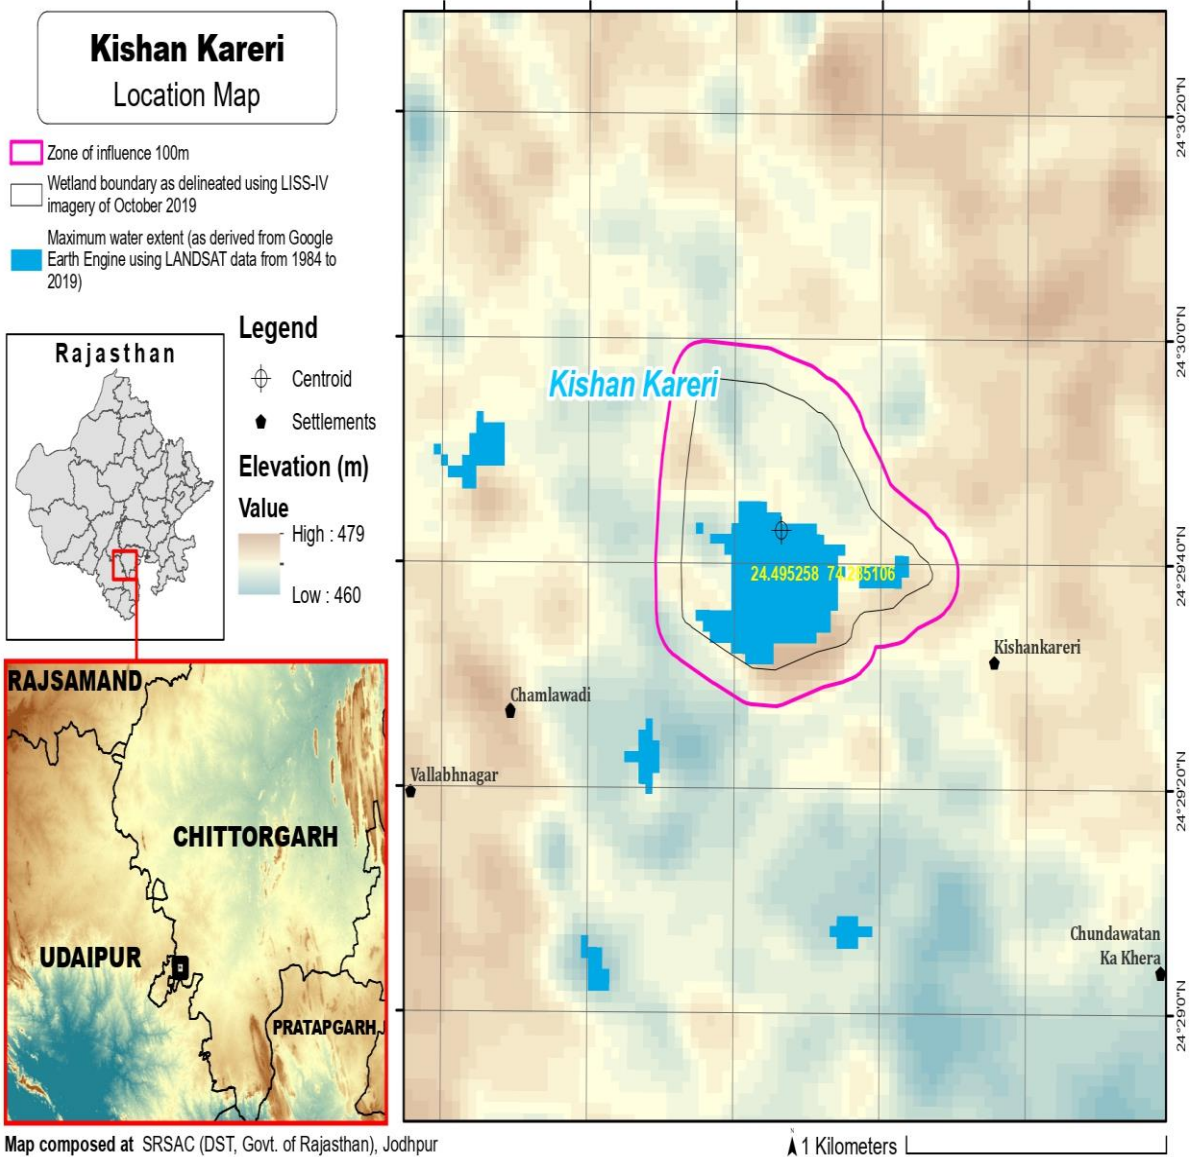 Kishan Kareri
Location Map
Zone of influence 100m
Wetland boundary as delineated using LISS-IV
imagery of October 2019
Maximum water extent (as derived from Google
Earth Engine using LANDSAT data from 1984 to
2019)
Rajasthan
Legend
Centroid
Settlements
Elevation (m)
Value
High : 479
Low : 460
RAJSAMAND
CHITTORGARH
UDAIPUR
PRATAPGARH
Kishan Kareri
24.495258 74.285106
Kishankareri
Chamlawadi
Vallabhnagar
Chundawatan
Ka Khera
24°30'20"N
24°30'0"N
24°29'40"N
24°29'20"N
24°29'0"N
Map composed at SRSAC (DST, Govt. of Rajasthan), Jodhpur
N
1 Kilometers